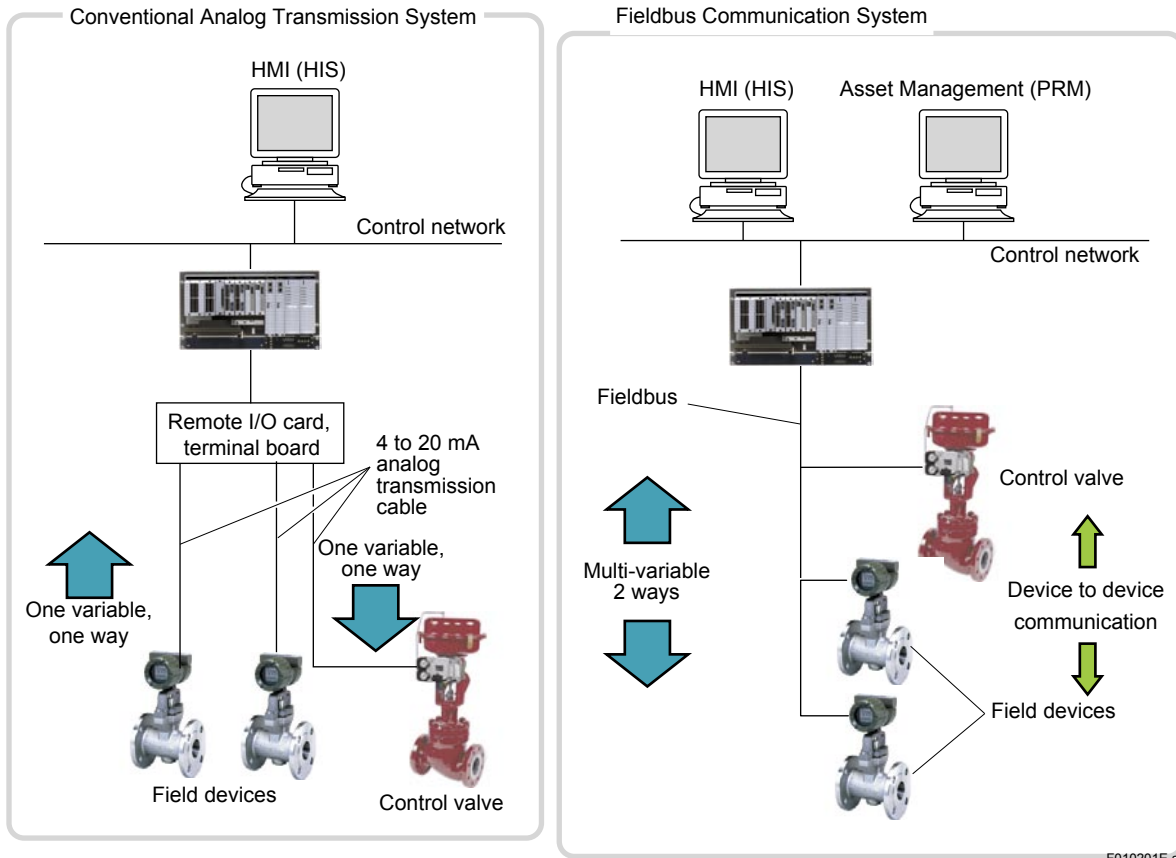 Conventional Analog Transmission System
HMI (HIS)
Control network
Remote I/O card,
terminal board
4 to 20 mA
analog
transmission
cable
One variable,
one way
One variable,
one way
Field devices
Control valve
Fieldbus Communication System
HMI (HIS)
Asset Management (PRM)
Control network
Fieldbus
Control valve
Multi-variable
2 ways
Device to device
communication
Field devices